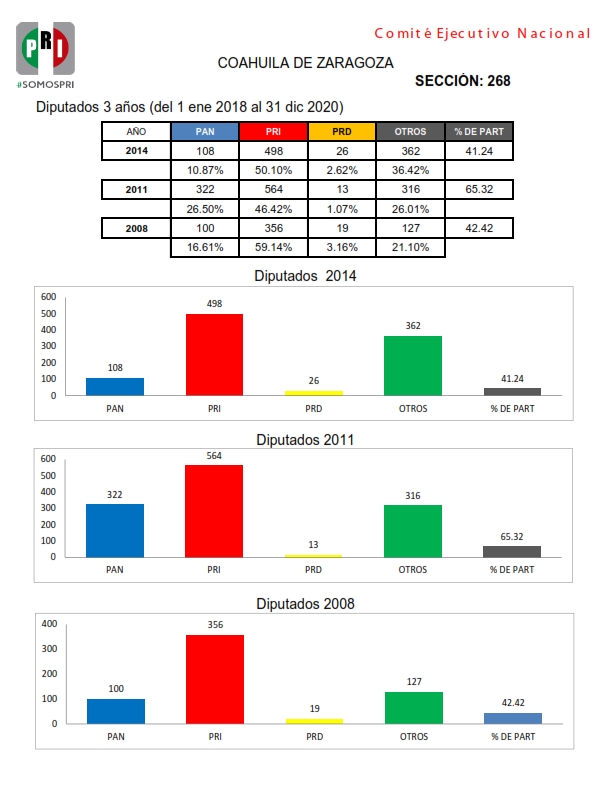 Comité Ejecutivo Nacional
PRI
#SOMOSPRI
COAHUILA DE ZARAGOZA
SECCIÓN: 268
Diputados 3 años (del 1 ene 2018 al 31 dic 2020)
AÑO PAN PRI PRD OTROS % DE PART
2014 108 498 26 362 41.24
10.87% 50.10% 2.62% 36.42%
2011 322 564 13 316 65.32
26.50% 46.42% 1.07% 26.01%
2008 100 356 19 127 42.42
16.61% 59.14% 3.16% 21.10%
Diputados 2014
600
500
400
300
200
100
0
108 498 26 362 41.24
PAN PRI PRD OTROS % DE PART
Diputados 2011
600
500
400
300
200
100
0
322 564 13 316 65.32
PAN PRI PRD OTROS % DE PART
Diputados 2008
400
300
200
100
0
100 356 19 127 42.42
PAN PRI PRD OTROS % DE PART